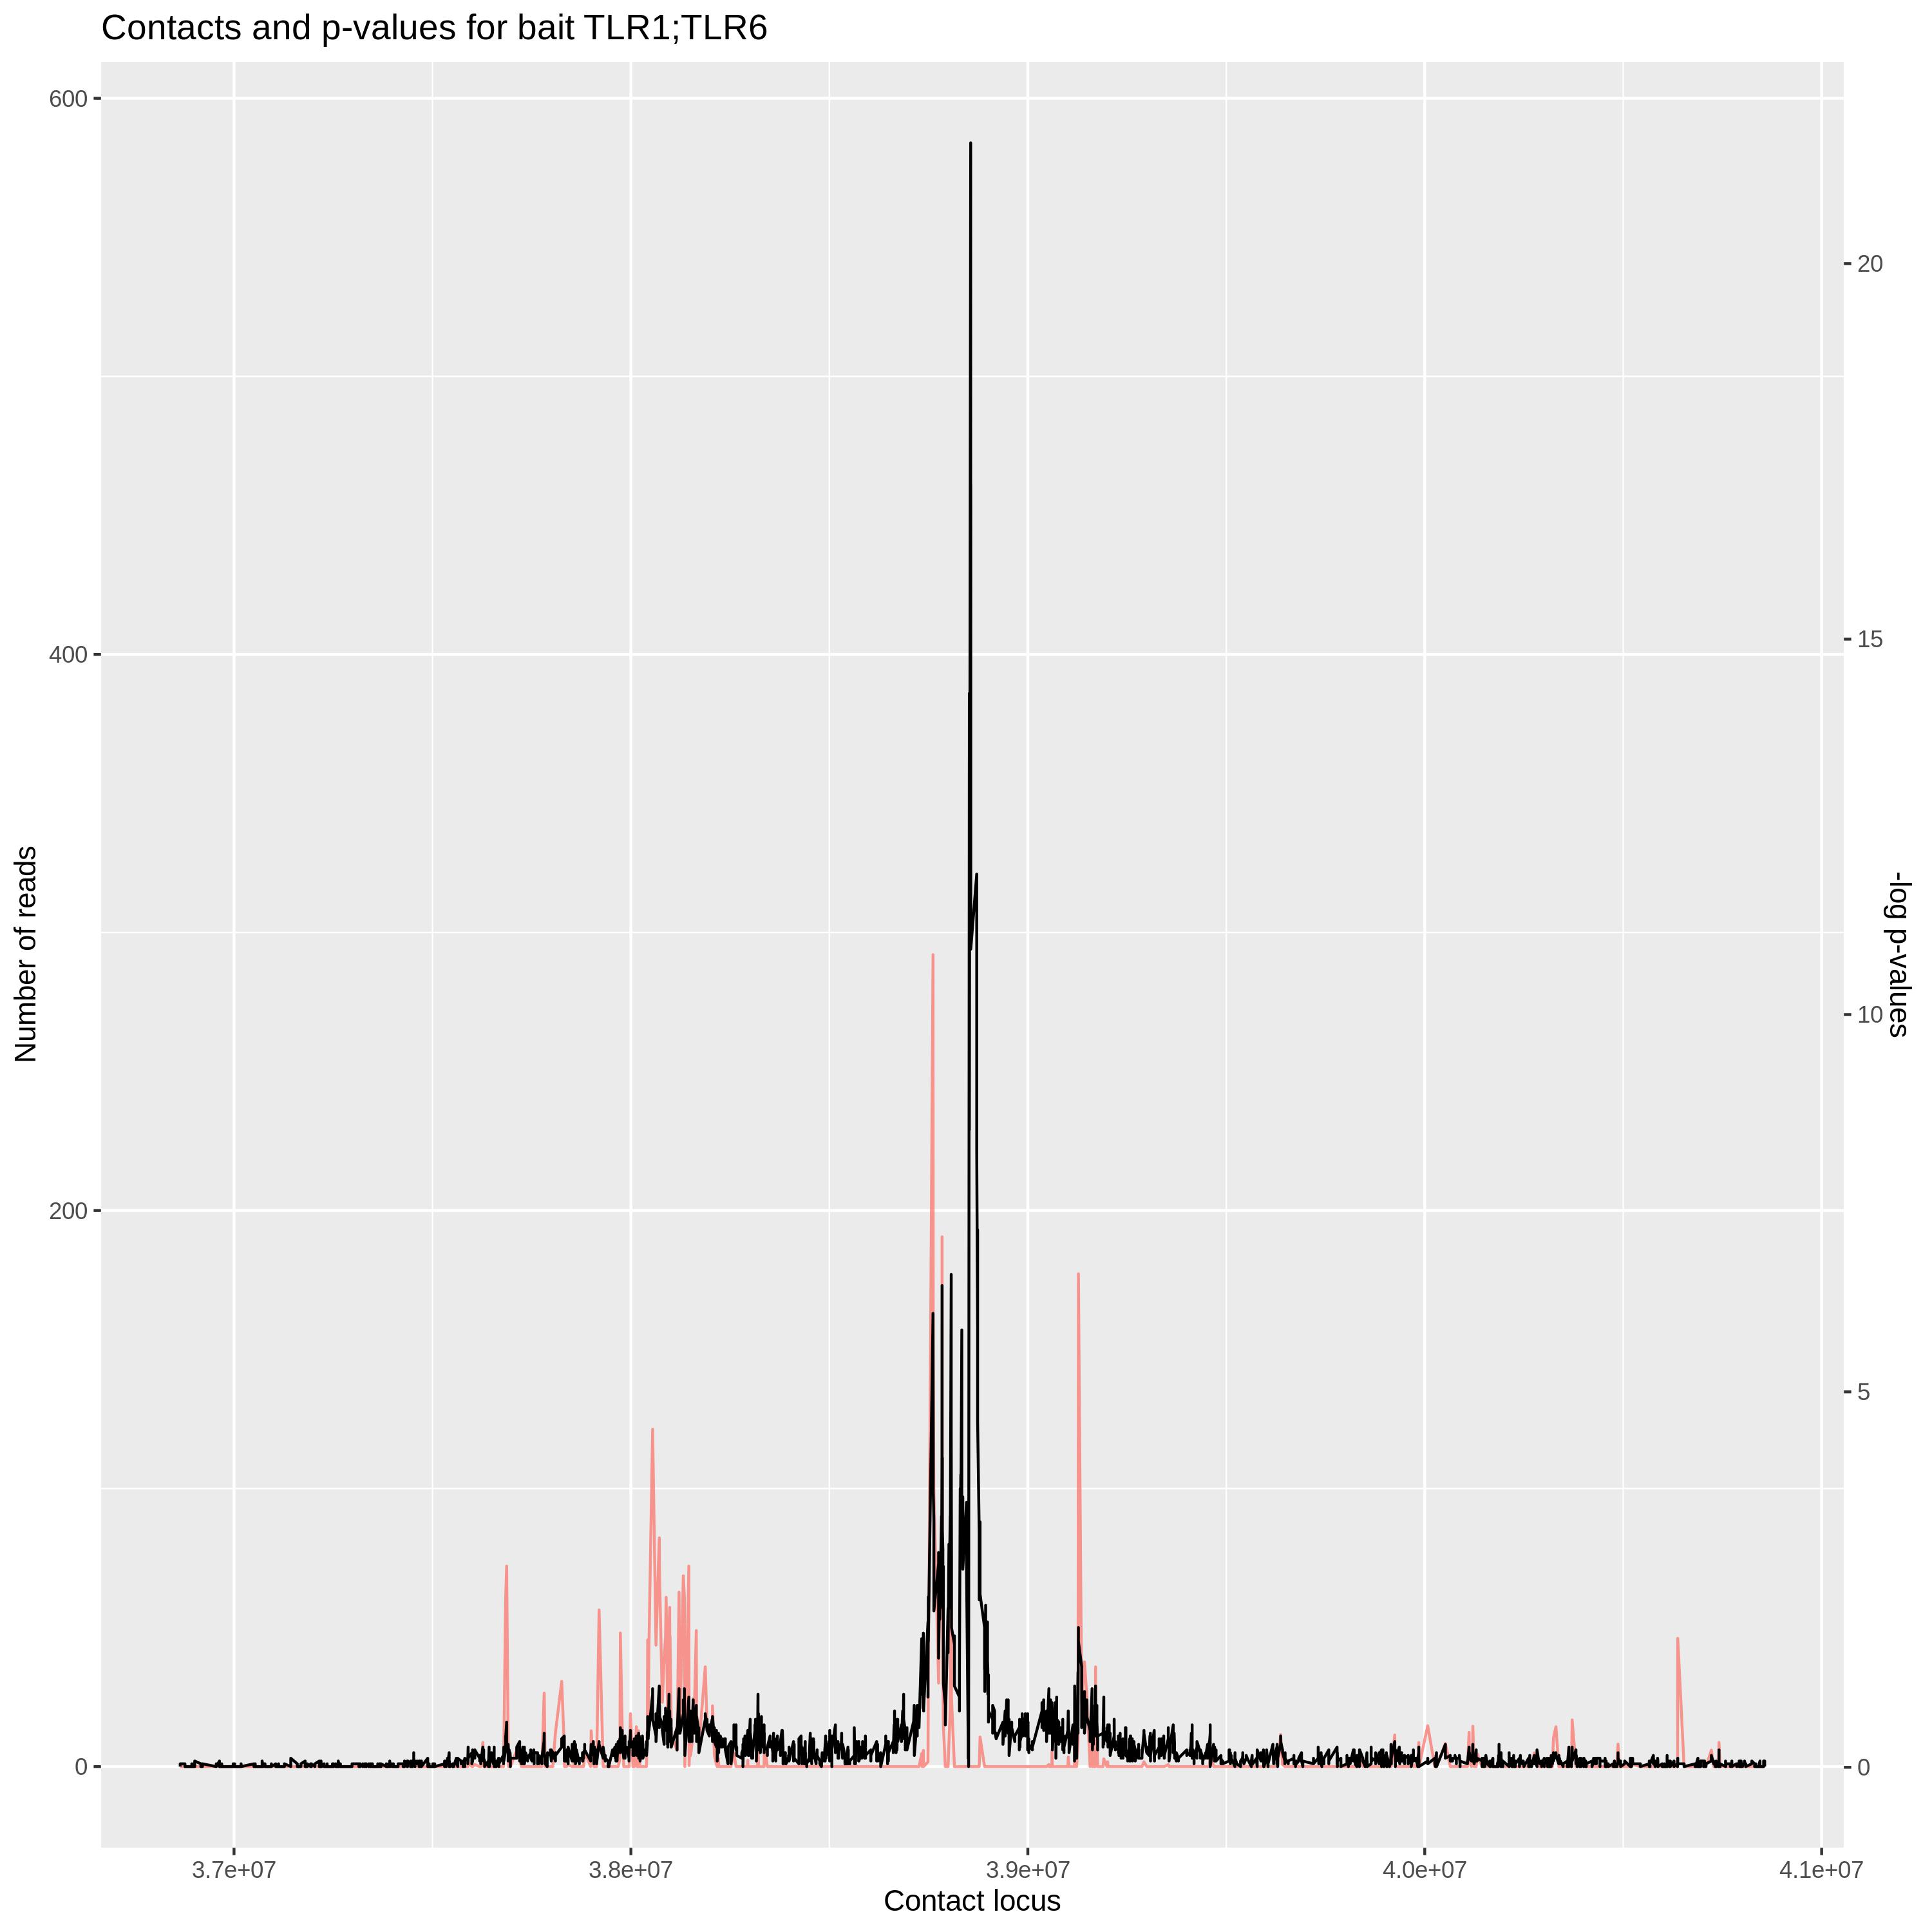 Contacts and p-values for bait TLR1;TLR6
600
400
200
0
Number of reads
20
15
10
5
0
-log p-values
3.7e+07
3.8e+07
3.9e+07
4.0e+07
4.1e+07
Contact locus